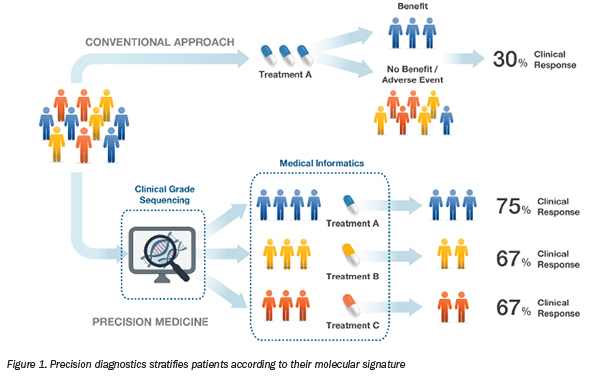 Benefit
CONVENTIONAL APPROACH
Treatment A
30% Clinical Response
No Benefit /
Adverse Event
Medical Informatics
Clinical Grade
Sequencing
Treatment A
75% Clinical Response
Treatment B
67% Clinical Response
PRECISION MEDICINE
Treatment C
67% Clinical Response
Figure 1. Precision diagnostics stratifies patients according to their molecular signature